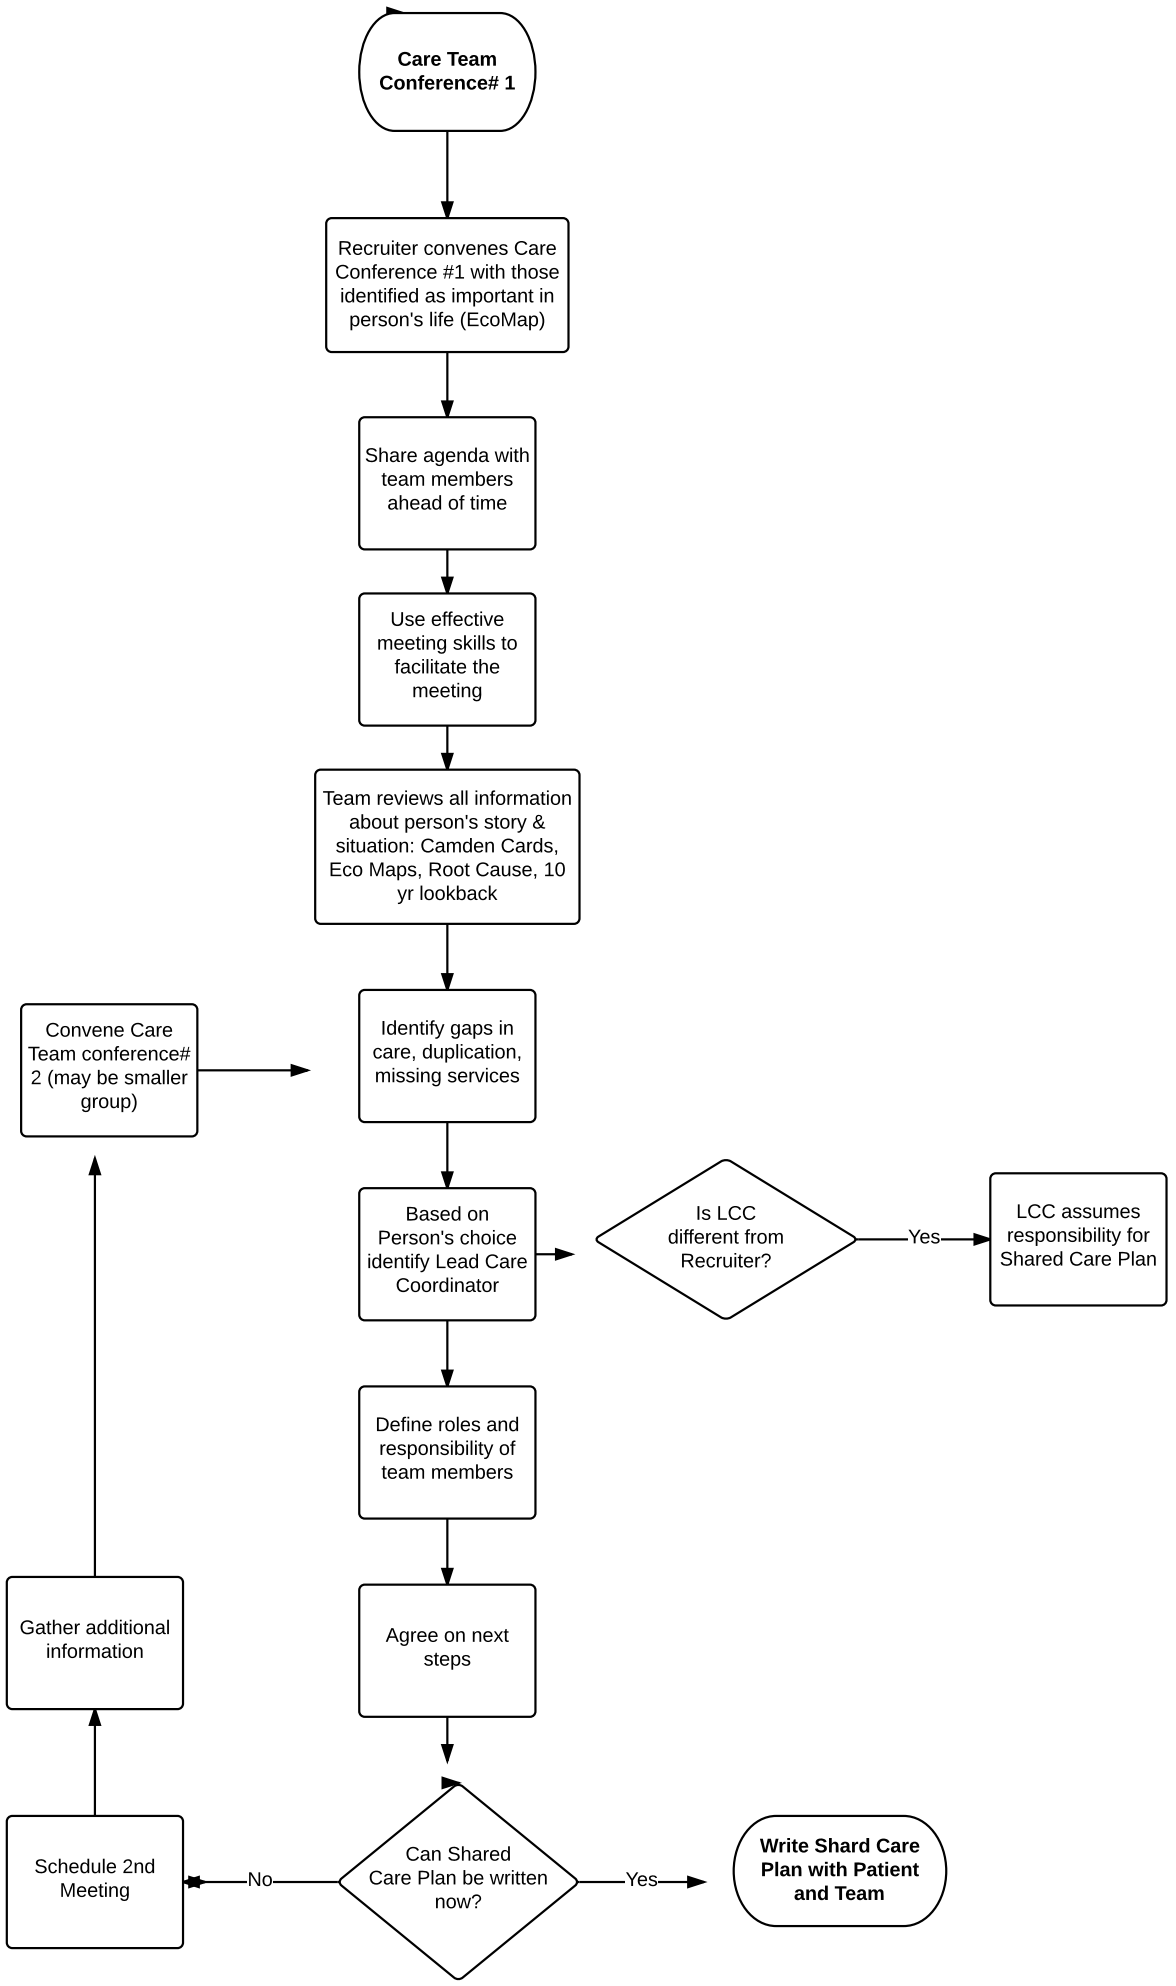 Care Team
Conference# 1
Recruiter convenes Care
Conference #1 with those
identified as important in
person's life (EcoMap)
Share agenda with
team members
ahead of time
Use effective
meeting skills to
facilitate the
meeting
Team reviews all information
about person's story &
situation: Camden Cards,
Eco Maps, Root Cause, 10
yr lookback
Identify gaps in
care, duplication,
missing services
Convene Care
Team conference#
2 (may be smaller
group)
Based on
Person's choice
identify Lead Care
Coordinator
Is LCC
different from
Recruiter?
Yes
LCC assumes
responsibility for
Shared Care Plan
Define roles and
responsibility of
team members
Agree on next
steps
Gather additional
information
Can Shared
Care Plan be written
now?
No
Schedule 2nd
Meeting
Yes
Write Shard Care
Plan with Patient
and Team